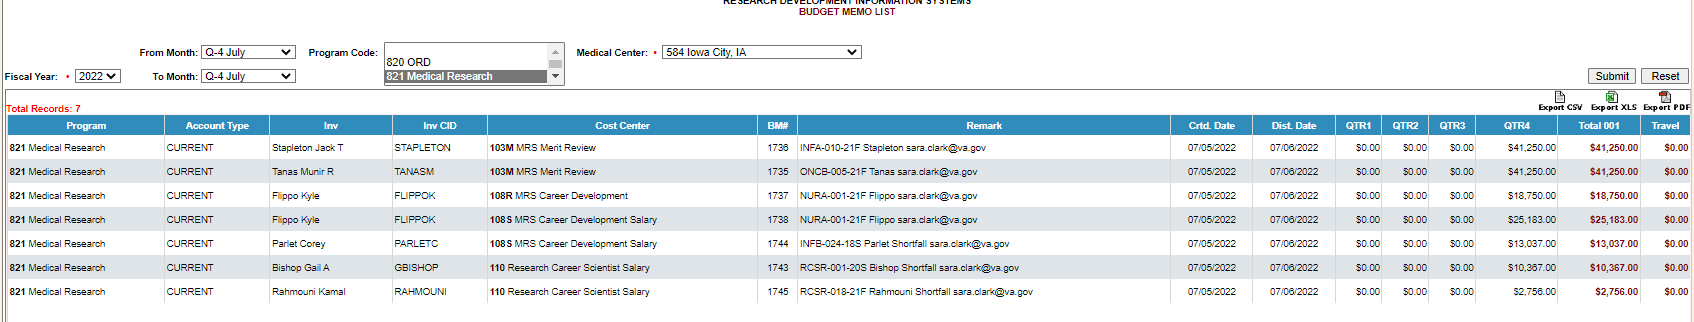 RESEARCH DEVELOPMENT INFORMATION SYSTEMS
BUDGET MEMO LIST
From Month: Q-4 July Program Code: 820 ORD Medical Center: • 584 Iowa City, IA
Fiscal Year: • 2022 To Month: Q-4 July 821 Medical Research Submit Reset
Total Records: 7 Export CSV Export XLS Export PDF
Program Account Type Inv Inv CID Cost Center BM# Remark Crtd. Date Dist. Date QTR1 QTR2 QTR3 QTR4 Total 001 Travel
821 Medical Research CURRENT Stapleton Jack T STAPLETON 103M MRS Merit Review 1736 INFA-010-21F Stapleton sara.clark@va.gov 07/05/2022 07/06/2022 $0.00 $0.00 $0.00 $41,250.00 $41,250.00 $0.00
821 Medical Research CURRENT Tanas Munir R TANASM 103M MRS Merit Review 1735 ONCB-005-21F Tanas sara.clark@va.gov 07/05/2022 07/06/2022 $0.00 $0.00 $0.00 $41,250.00 $41,250.00 $0.00
821 Medical Research CURRENT Flippo Kyle FLIPPOK 108R MRS Career Development 1737 NURA-001-21F Flippo sara.clark@va.gov 07/05/2022 07/06/2022 $0.00 $0.00 $0.00 $18,750.00 $18,750.00 $0.00
821 Medical Research CURRENT Flippo Kyle FLIPPOK 108S MRS Career Development Salary 1738 NURA-001-21F Flippo sara.clark@va.gov 07/05/2022 07/06/2022 $0.00 $0.00 $0.00 $25,183.00 $25,183.00 $0.00
821 Medical Research CURRENT Parlet Corey PARLETC 108S MRS Career Development Salary 1744 INFB-024-18S Parlet Shortfall sara.clark@va.gov 07/05/2022 07/06/2022 $0.00 $0.00 $0.00 $13,037.00 $13,037.00 $0.00
821 Medical Research CURRENT Bishop Gail A GBISHOP 110 Research Career Scientist Salary 1743 RCSR-001-20S Bishop Shortfall sara.clark@va.gov 07/05/2022 07/06/2022 $0.00 $0.00 $0.00 $10,367.00 $10,367.00 $0.00
821 Medical Research CURRENT Rahmouni Kamal RAHMOUNI 110 Research Career Scientist Salary 1745 RCSR-018-21F Rahmouni Shortfall sara.clark@va.gov 07/05/2022 07/06/2022 $0.00 $0.00 $0.00 $2,756.00 $2,756.00 $0.00